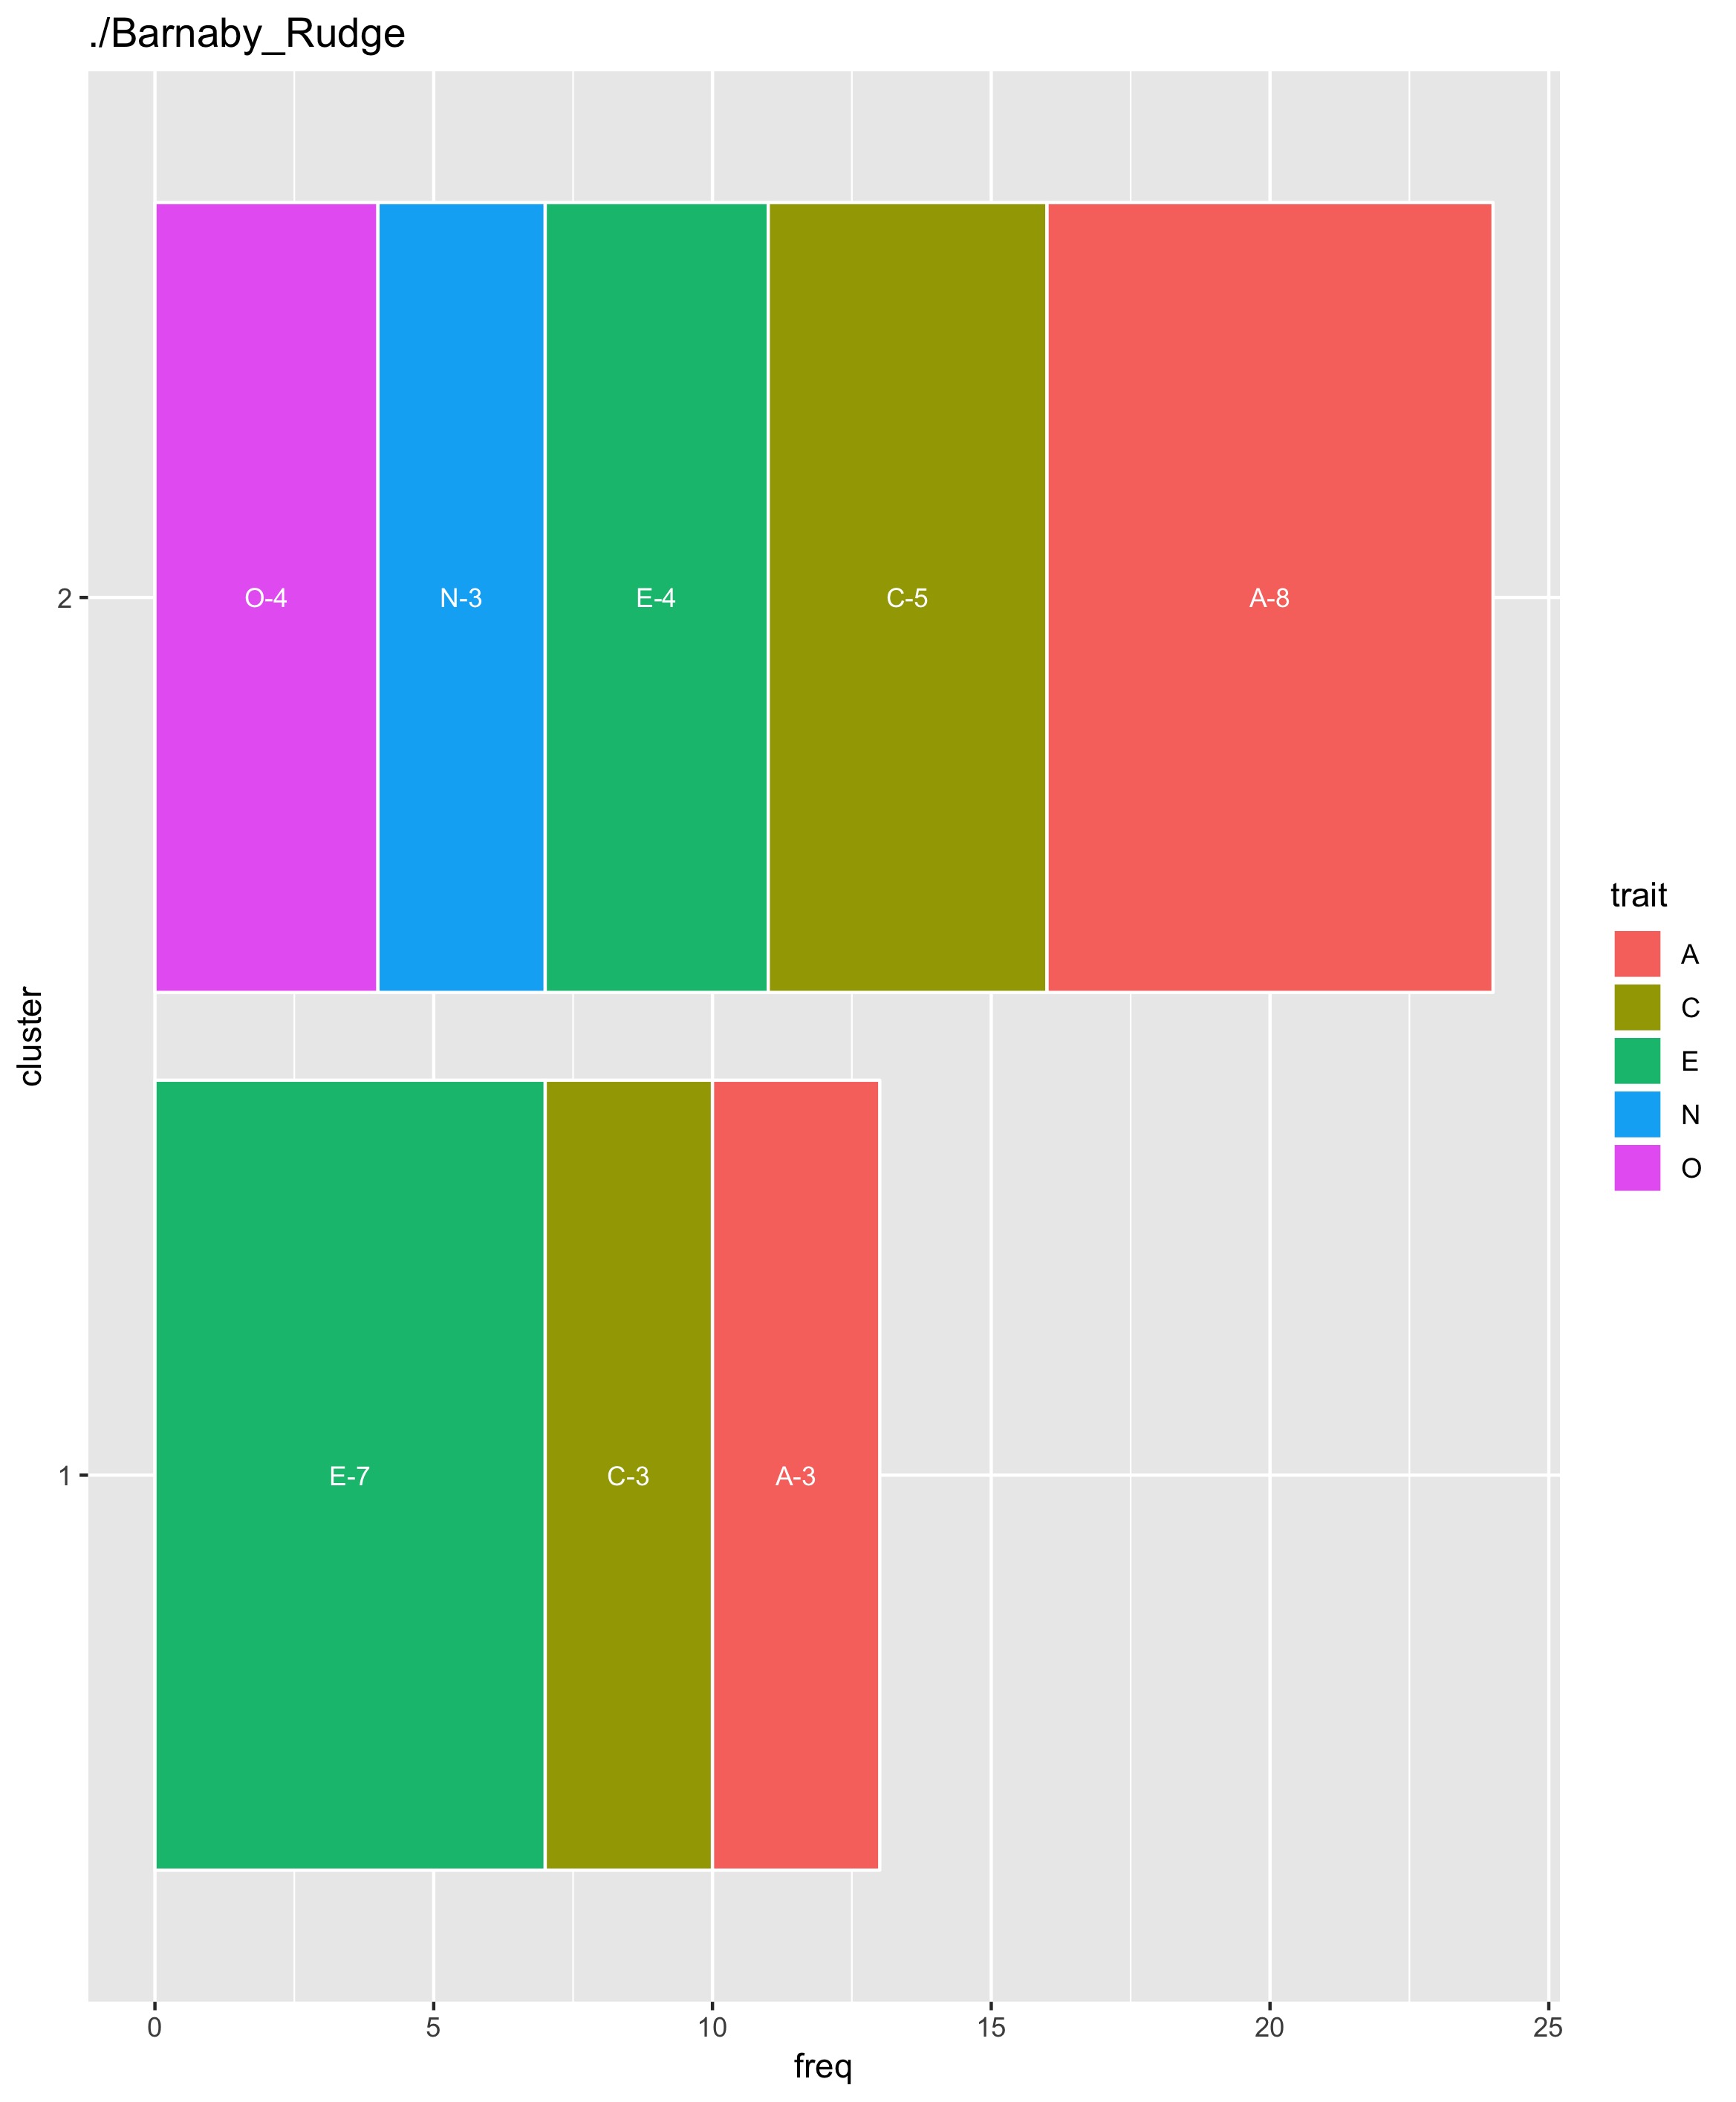 ./Barnaby_Rudge
cluster
2
O-4 N-3 E-4 C-5 A-8
1
E-7 C-3 A-3
0 5 10 15 20 25
freq
trait
A
C
E
N
O